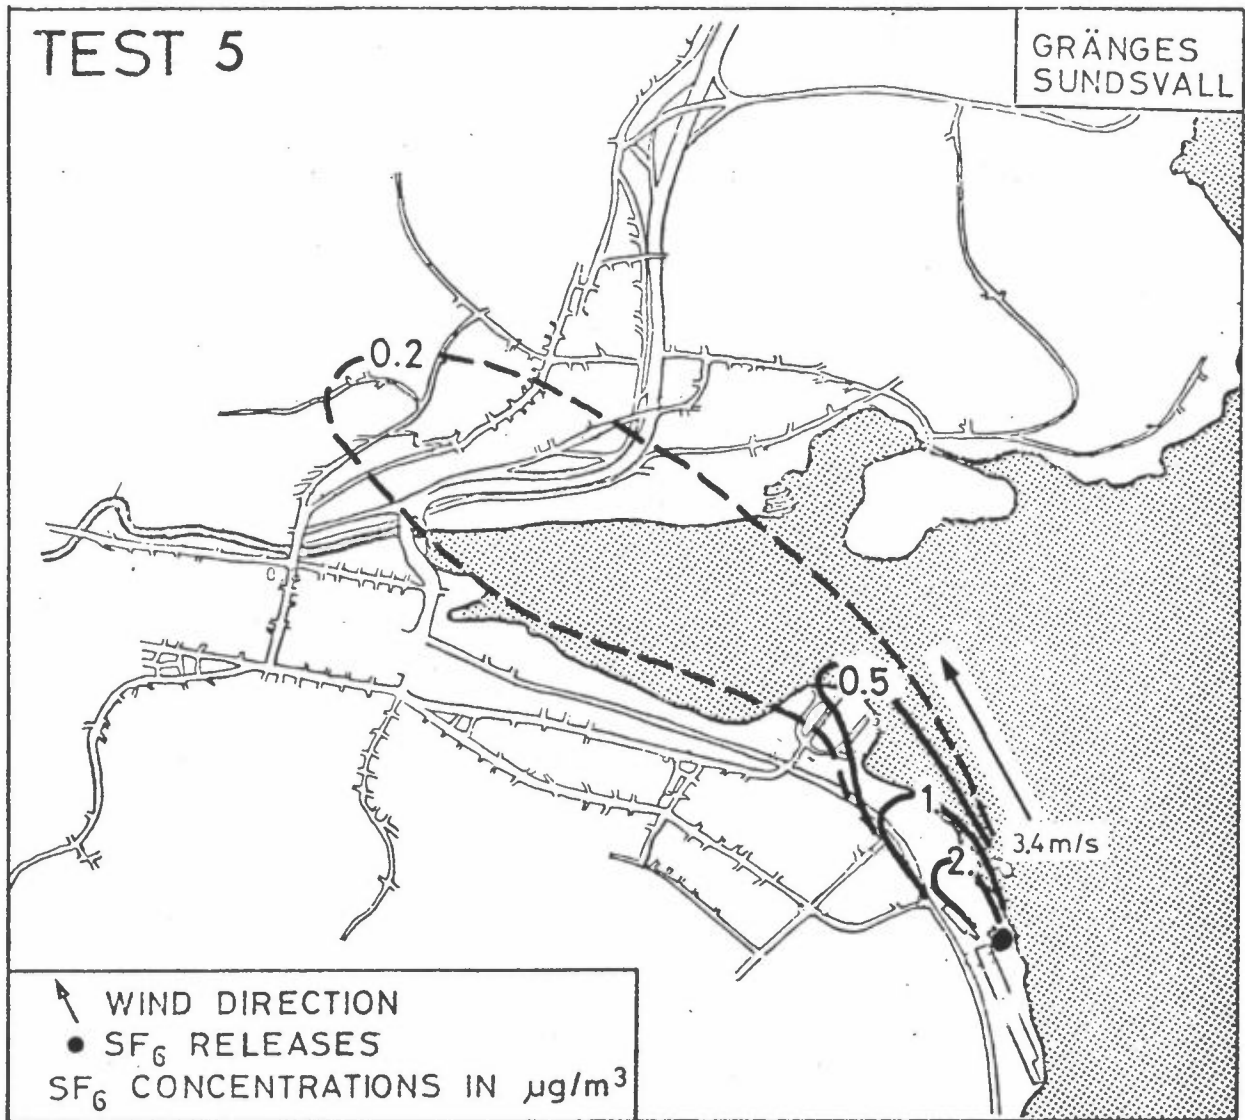 TEST 5
GRÄNGES
SUNDSVALL
0.2
0.5
1.
2.
3.4 m/s
WIND DIRECTION
SF₆ RELEASES
SF₆ CONCENTRATIONS IN µg/m³